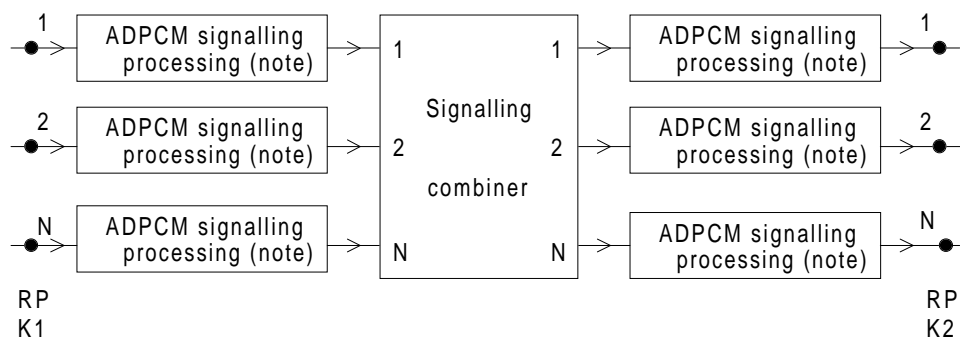 1
ADPCM signalling
processing (note)
1
1
ADPCM signalling
processing (note)
1
2
ADPCM signalling
processing (note)
Signalling
combiner
2
2
ADPCM signalling
processing (note)
2
N
ADPCM signalling
processing (note)
N
N
ADPCM signalling
processing (note)
N
RP
K1
RP
K2